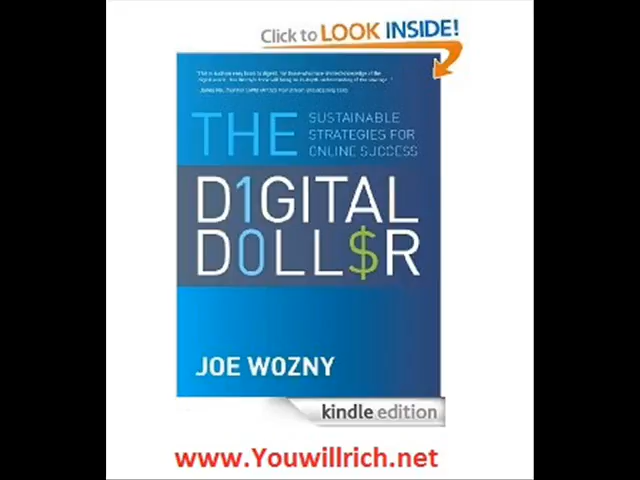 Click to LOOK INSIDE!
THE
SUSTAINABLE
STRATEGIES FOR
ONLINE SUCCESS
D1GITAL
D0LL$R
JOE WOZNY
kindle edition
www.Youwillrich.net